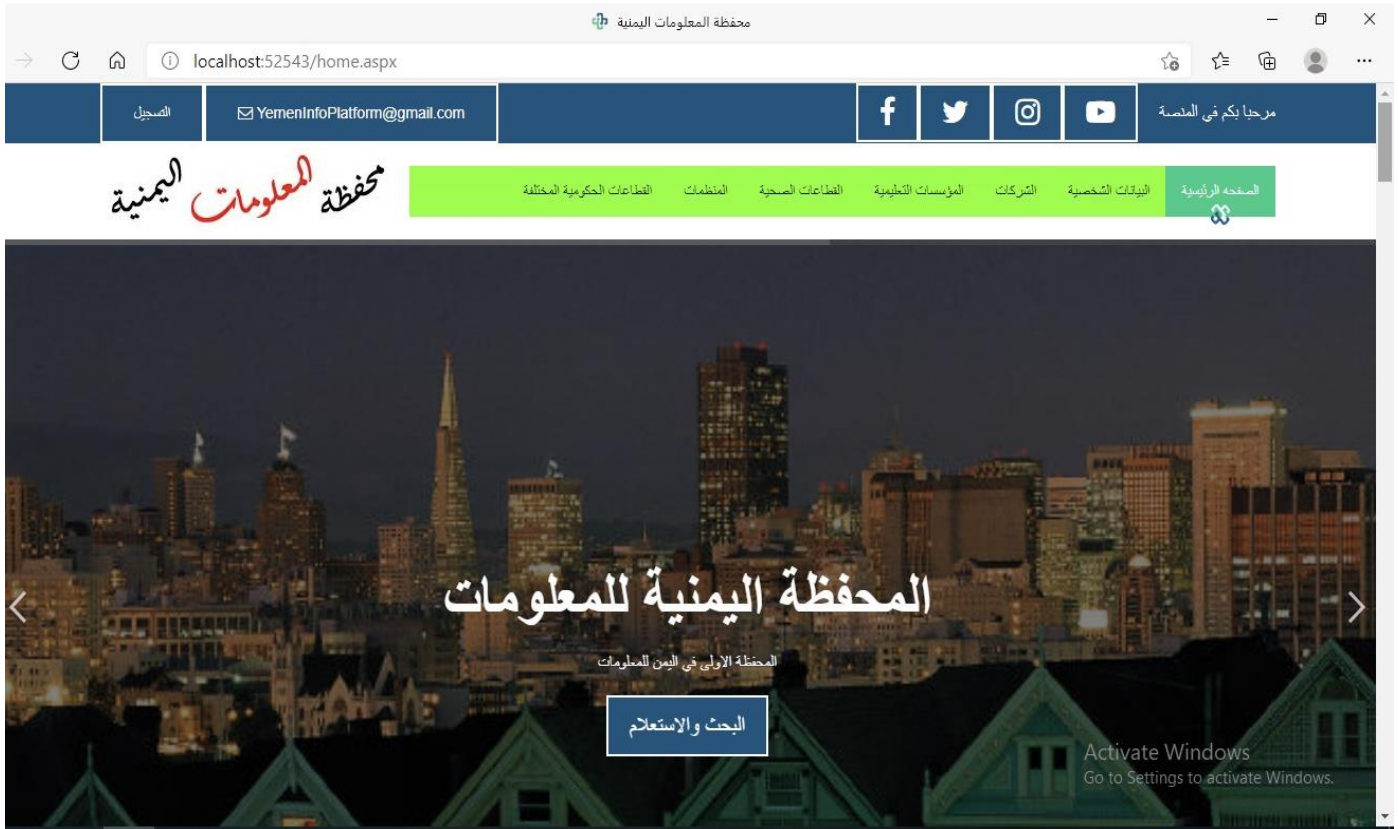 محفظة المعلومات اليمنية
localhost:52543/home.aspx
مرحبا بكم في المنصة
YemenInfoPlatform@gmail.com
التسجيل
محفظة المعلومات اليمنية
الصفحه الرئيسية البيانات الشخصية الشركات المؤسسات التعليمية القطاعات الصحية المنظمات القطاعات الحكومية المختلفة
المحفظة اليمنية للمعلومات
المحفظة الاولى في اليمن للمعلومات
البحث والاستعلام
Activate Windows
Go to Settings to activate Windows.